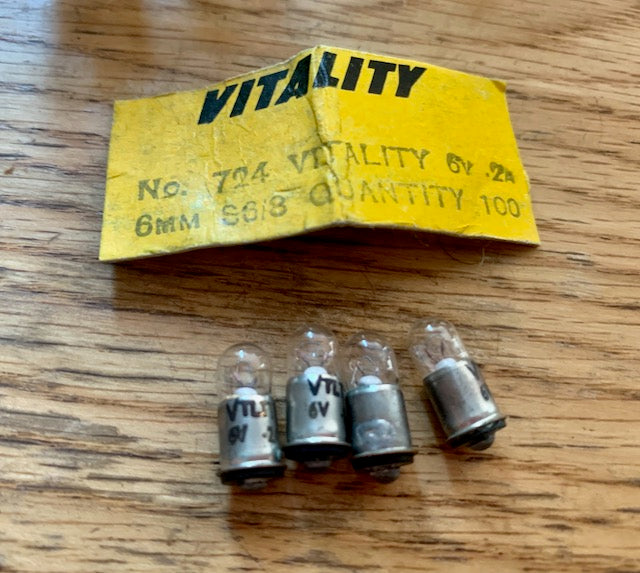 VITALITY
No. 724 VITALITY 6V .2A
6MM S6/8 QUANTITY 100
VTL
6V .2
VTL
6V